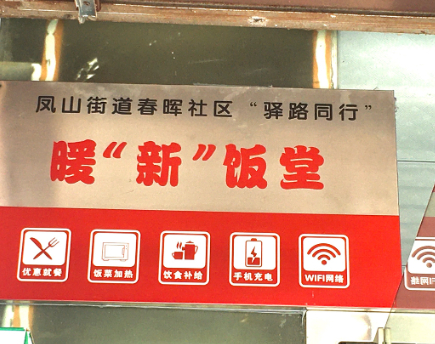 凤山街道春晖社区“驿路同行”
暖“新”饭堂
优惠就餐
饭菜加热
饮食补给
手机充电
WIFI网络